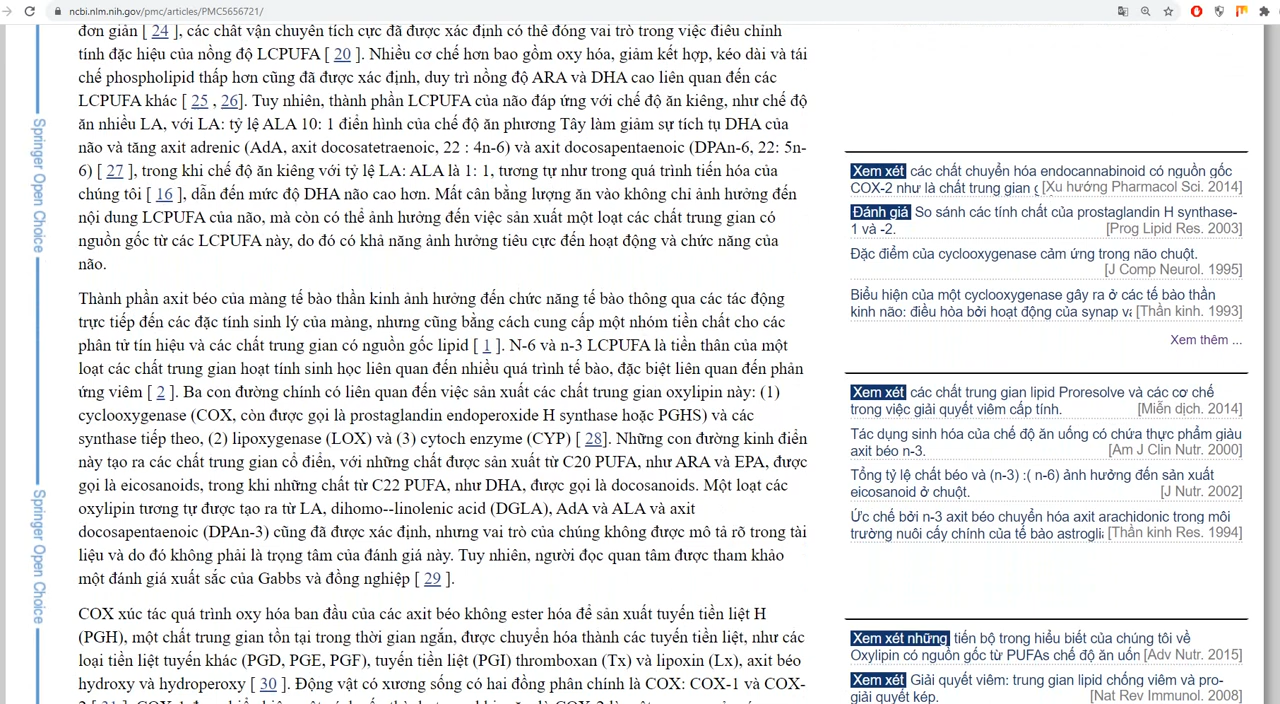 ncbi.nlm.nih.gov/pmc/articles/PMC5656721/
đơn giản [ 24 ], các chất vận chuyển tích cực đã được xác định có thể đóng vai trò trong việc điều chỉnh
tính đặc hiệu của nồng độ LCPUFA [ 20 ]. Nhiều cơ chế hơn bao gồm oxy hóa, giảm kết hợp, kéo dài và tái
chế phospholipid thấp hơn cũng đã được xác định, duy trì nồng độ ARA và DHA cao liên quan đến các
LCPUFA khác [ 25 , 26]. Tuy nhiên, thành phần LCPUFA của não đáp ứng với chế độ ăn kiêng, như chế độ
ăn nhiều LA, với LA: tỷ lệ ALA 10: 1 điển hình của chế độ ăn phương Tây làm giảm sự tích tụ DHA của
não và tăng axit adrenic (AdA, axit docosatetraenoic, 22 : 4n-6) và axit docosapentaenoic (DPAn-6, 22: 5n-
6) [ 27 ], trong khi chế độ ăn kiêng với tỷ lệ LA: ALA là 1: 1, tương tự như trong quá trình tiến hóa của
chúng tôi [ 16 ], dẫn đến mức độ DHA não cao hơn. Mất cân bằng lượng ăn vào không chỉ ảnh hưởng đến
nội dung LCPUFA của não, mà còn có thể ảnh hưởng đến việc sản xuất một loạt các chất trung gian có
nguồn gốc từ các LCPUFA này, do đó có khả năng ảnh hưởng tiêu cực đến hoạt động và chức năng của
não.
Thành phần axit béo của màng tế bào thần kinh ảnh hưởng đến chức năng tế bào thông qua các tác động
trực tiếp đến các đặc tính sinh lý của màng, nhưng cũng bằng cách cung cấp một nhóm tiền chất cho các
phân tử tín hiệu và các chất trung gian có nguồn gốc lipid [ 1 ]. N-6 và n-3 LCPUFA là tiền thân của một
loạt các chất trung gian hoạt tính sinh học liên quan đến nhiều quá trình tế bào, đặc biệt liên quan đến phản
ứng viêm [ 2 ]. Ba con đường chính có liên quan đến việc sản xuất các chất trung gian oxylipin này: (1)
cyclooxygenase (COX, còn được gọi là prostaglandin endoperoxide H synthase hoặc PGHS) và các
synthase tiếp theo, (2) lipoxygenase (LOX) và (3) cytoch enzyme (CYP) [ 28]. Những con đường kinh điển
này tạo ra các chất trung gian cổ điển, với những chất được sản xuất từ C20 PUFA, như ARA và EPA, được
gọi là eicosanoids, trong khi những chất từ C22 PUFA, như DHA, được gọi là docosanoids. Một loạt các
oxylipin tương tự được tạo ra từ LA, dihomo--linolenic acid (DGLA), AdA và ALA và axit
docosapentaenoic (DPAn-3) cũng đã được xác định, nhưng vai trò của chúng không được mô tả rõ trong tài
liệu và do đó không phải là trọng tâm của đánh giá này. Tuy nhiên, người đọc quan tâm được tham khảo
một đánh giá xuất sắc của Gabbs và đồng nghiệp [ 29 ].
COX xúc tác quá trình oxy hóa ban đầu của các axit béo không ester hóa để sản xuất tuyến tiền liệt H
(PGH), một chất trung gian tồn tại trong thời gian ngắn, được chuyển hóa thành các tuyến tiền liệt, như các
loại tiền liệt tuyến khác (PGD, PGE, PGF), tuyến tiền liệt (PGI) thromboxan (Tx) và lipoxin (Lx), axit béo
hydroxy và hydroperoxy [ 30 ]. Động vật có xương sống có hai đồng phân chính là COX: COX-1 và COX-
Springer Open Choice
Springer Open Choice
Xem xét các chất chuyển hóa endocannabinoid có nguồn gốc
COX-2 như là chất trung gian [Xu hướng Pharmacol Sci. 2014]
Đánh giá So sánh các tính chất của prostaglandin H synthase-
1 và -2. [Prog Lipid Res. 2003]
Đặc điểm của cyclooxygenase cảm ứng trong não chuột.
[J Comp Neurol. 1995]
Biểu hiện của một cyclooxygenase gây ra ở các tế bào thần
kinh não: điều hòa bởi hoạt động của synap [Thần kinh. 1993]
Xem thêm ...
Xem xét các chất trung gian lipid Proresolve và các cơ chế
trong việc giải quyết viêm cấp tính. [Miễn dịch. 2014]
Tác dụng sinh hóa của chế độ ăn uống có chứa thực phẩm giàu
axit béo n-3. [Am J Clin Nutr. 2000]
Tổng tỷ lệ chất béo và (n-3) :( n-6) ảnh hưởng đến sản xuất
eicosanoid ở chuột. [J Nutr. 2002]
Ức chế bởi n-3 axit béo chuyển hóa axit arachidonic trong môi
trường nuôi cấy chính của tế bào astrogli [Thần kinh Res. 1994]
Xem xét những tiến bộ trong hiểu biết của chúng tôi về
Oxylipin có nguồn gốc từ PUFAs chế độ ăn uốn [Adv Nutr. 2015]
Xem xét Giải quyết viêm: trung gian lipid chống viêm và pro-
giải quyết kép. [Nat Rev Immunol. 2008]